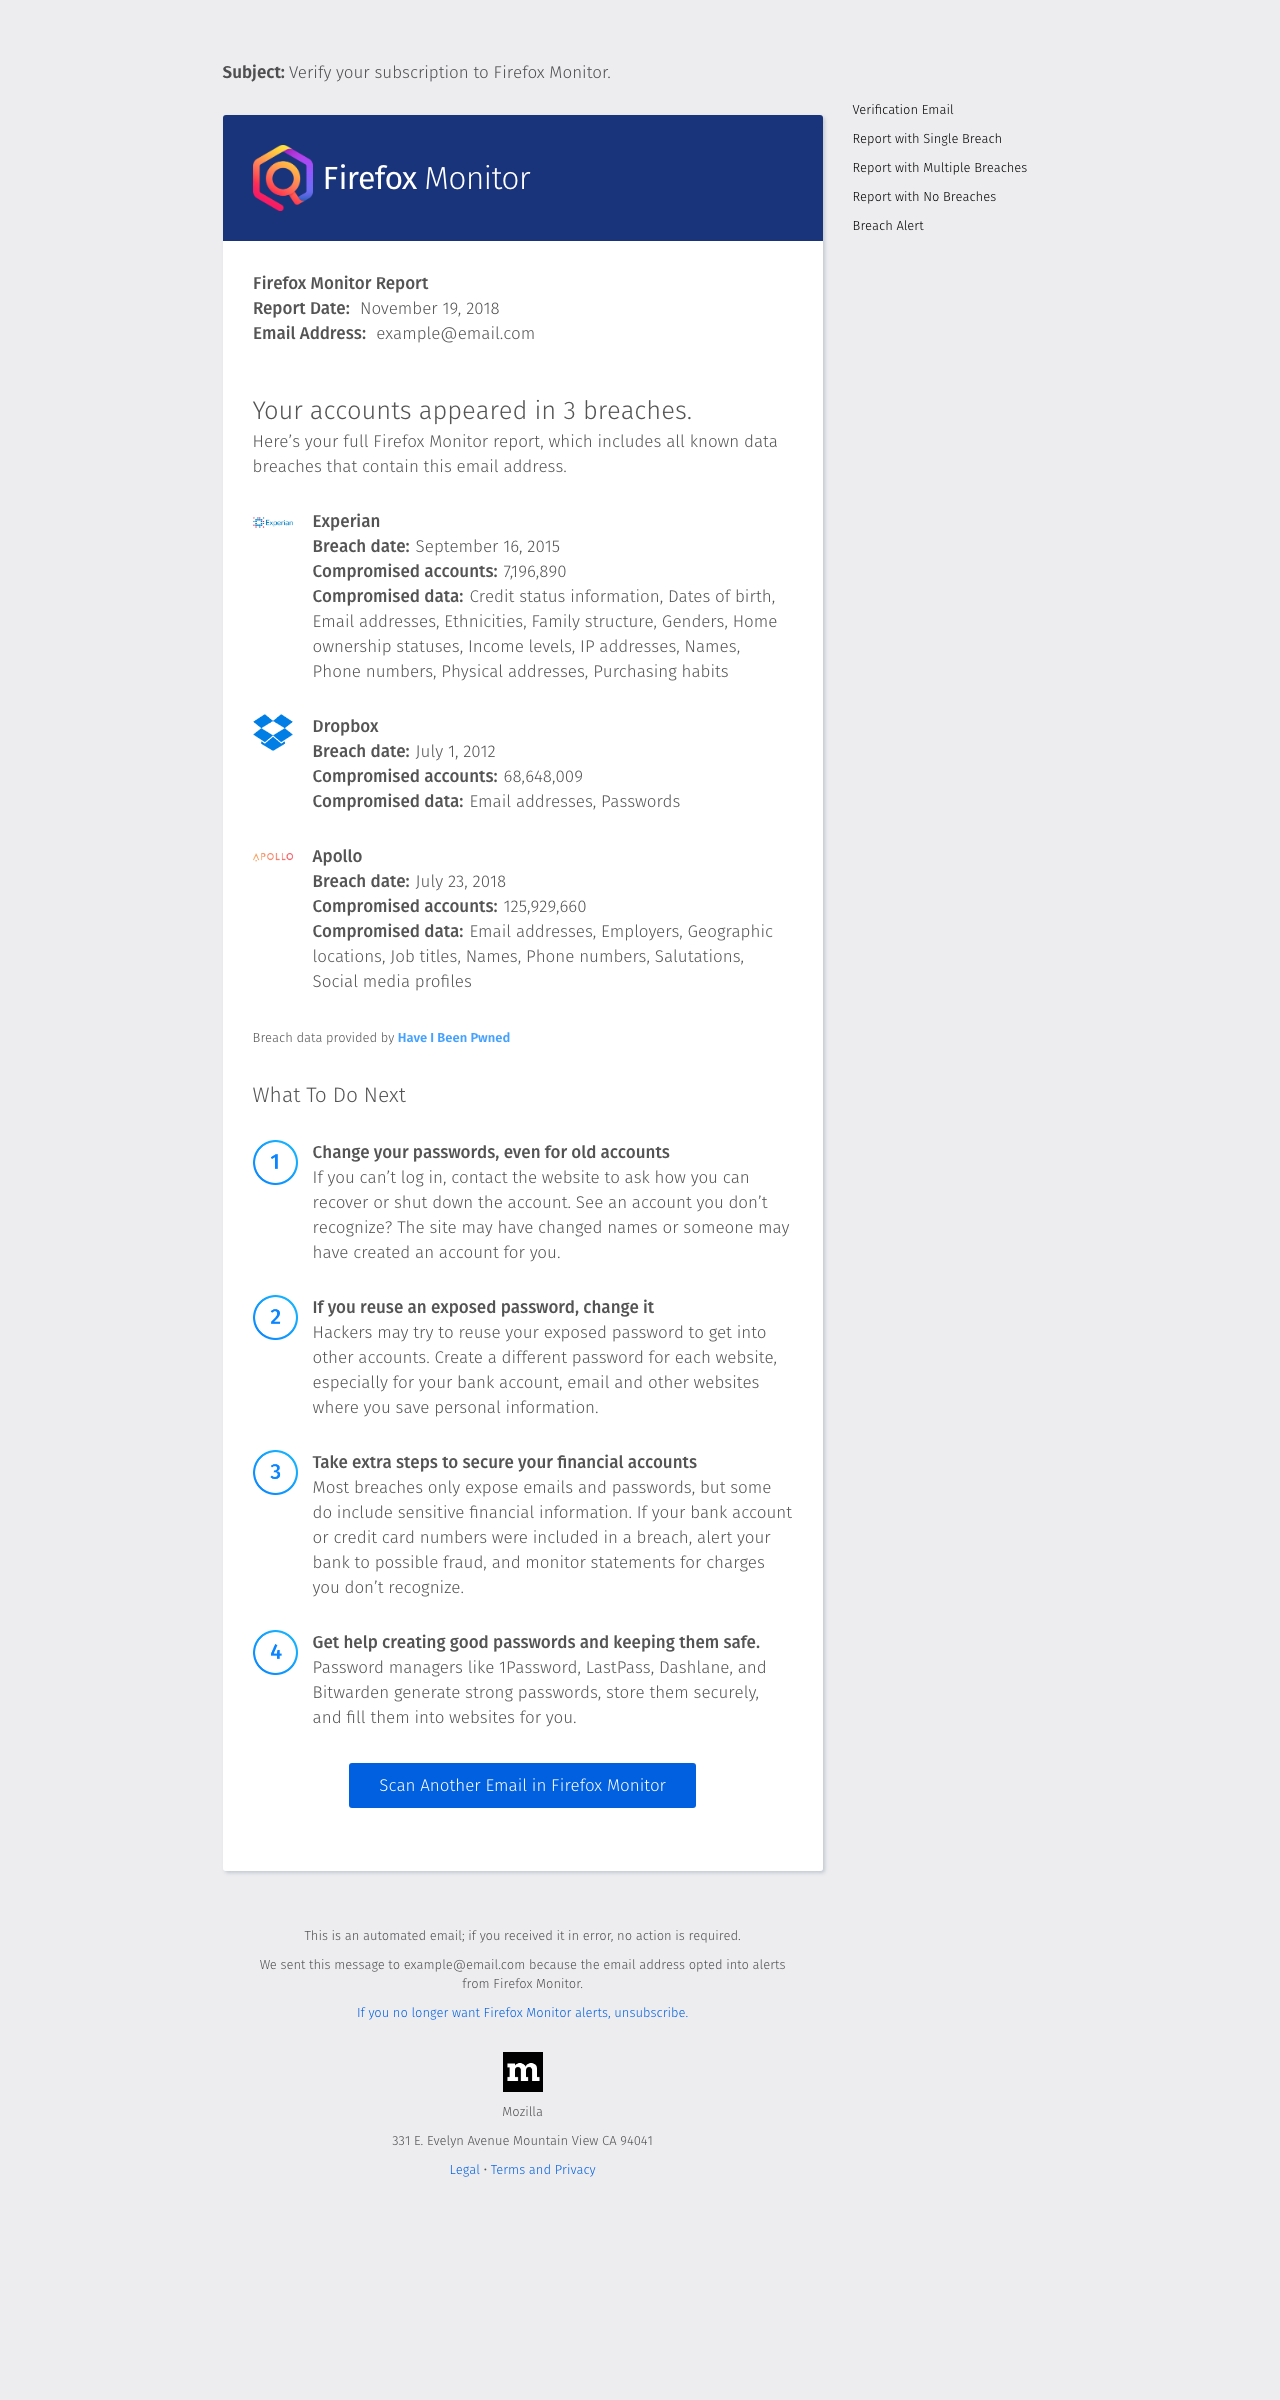 Subject: Verify your subscription to Firefox Monitor.
Verification Email
Report with Single Breach
Report with Multiple Breaches
Report with No Breaches
Breach Alert
Firefox Monitor
Firefox Monitor Report
Report Date: November 19, 2018
Email Address: example@email.com
Your accounts appeared in 3 breaches.
Here’s your full Firefox Monitor report, which includes all known data
breaches that contain this email address.
Experian
Experian
Breach date: September 16, 2015
Compromised accounts: 7,196,890
Compromised data: Credit status information, Dates of birth,
Email addresses, Ethnicities, Family structure, Genders, Home
ownership statuses, Income levels, IP addresses, Names,
Phone numbers, Physical addresses, Purchasing habits
Dropbox
Breach date: July 1, 2012
Compromised accounts: 68,648,009
Compromised data: Email addresses, Passwords
APOLLO
Apollo
Breach date: July 23, 2018
Compromised accounts: 125,929,660
Compromised data: Email addresses, Employers, Geographic
locations, Job titles, Names, Phone numbers, Salutations,
Social media profiles
Breach data provided by Have I Been Pwned
What To Do Next
1
Change your passwords, even for old accounts
If you can’t log in, contact the website to ask how you can
recover or shut down the account. See an account you don’t
recognize? The site may have changed names or someone may
have created an account for you.
2
If you reuse an exposed password, change it
Hackers may try to reuse your exposed password to get into
other accounts. Create a different password for each website,
especially for your bank account, email and other websites
where you save personal information.
3
Take extra steps to secure your financial accounts
Most breaches only expose emails and passwords, but some
do include sensitive financial information. If your bank account
or credit card numbers were included in a breach, alert your
bank to possible fraud, and monitor statements for charges
you don’t recognize.
4
Get help creating good passwords and keeping them safe.
Password managers like 1Password, LastPass, Dashlane, and
Bitwarden generate strong passwords, store them securely,
and fill them into websites for you.
Scan Another Email in Firefox Monitor
This is an automated email; if you received it in error, no action is required.
We sent this message to example@email.com because the email address opted into alerts
from Firefox Monitor.
If you no longer want Firefox Monitor alerts, unsubscribe.
m
Mozilla
331 E. Evelyn Avenue Mountain View CA 94041
Legal • Terms and Privacy